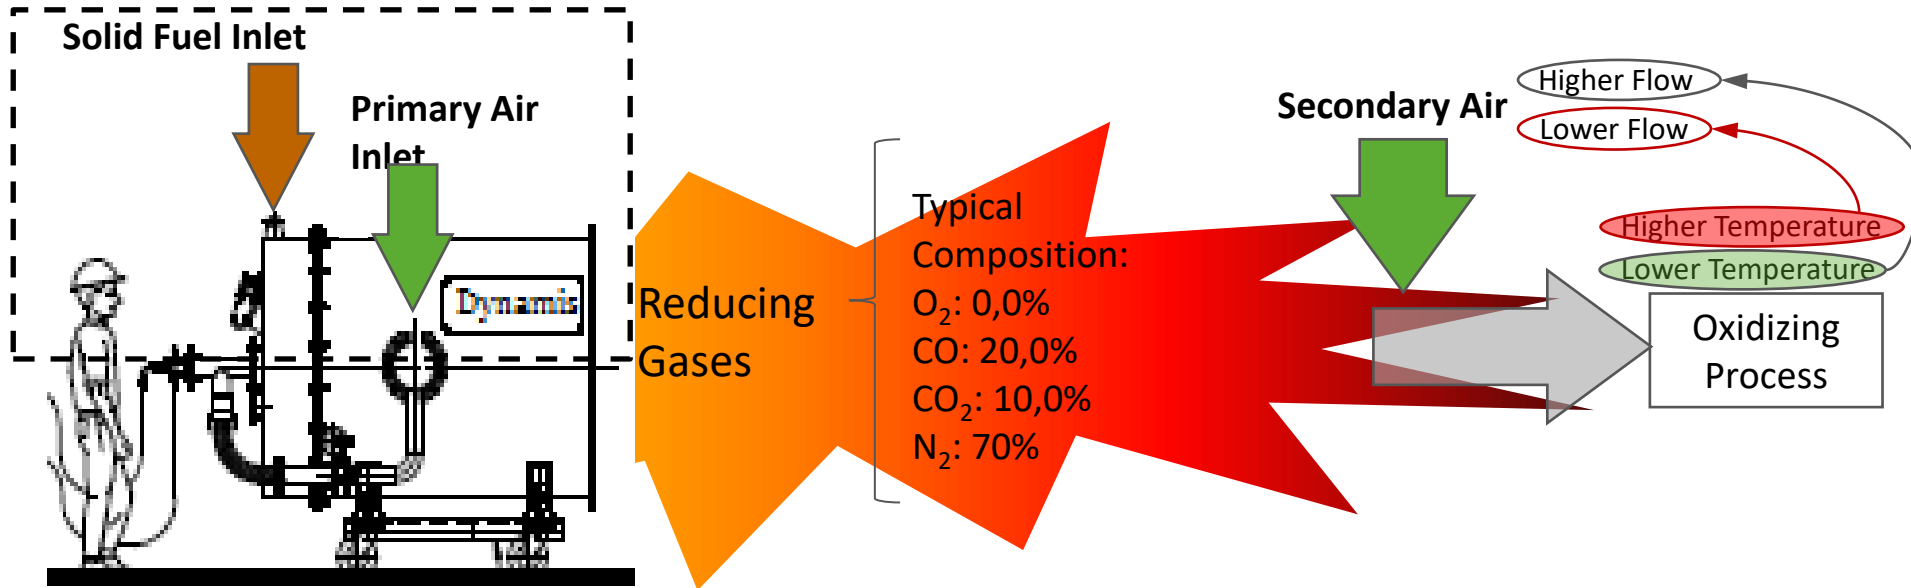 Solid Fuel Inlet
Primary Air
Inlet
Dynamis
Reducing
Gases
Typical
Composition:
O₂: 0,0%
CO: 20,0%
CO₂: 10,0%
N₂: 70%
Secondary Air
Higher Flow
Lower Flow
Higher Temperature
Lower Temperature
Oxidizing
Process